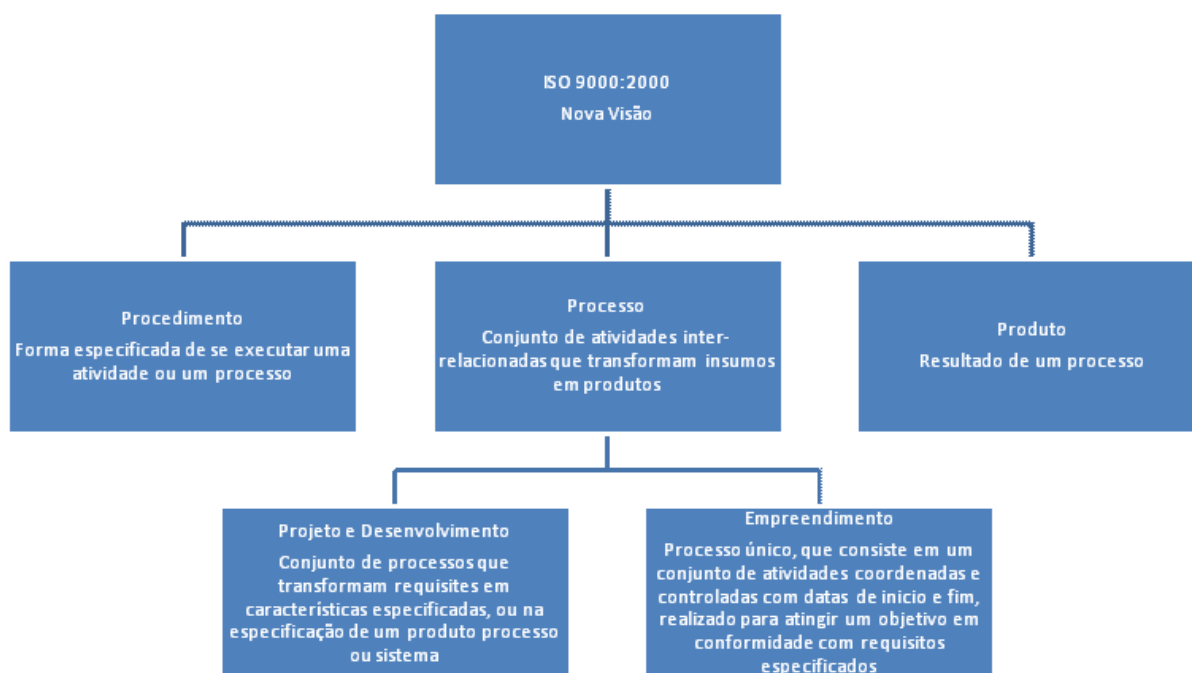 ISO 9000:2000
Nova Visão
Procedimento
Forma especificada de se executar uma
atividade ou um processo
Processo
Conjunto de atividades inter-
relacionadas que transformam insumos
em produtos
Produto
Resultado de um processo
Projeto e Desenvolvimento
Conjunto de processos que
transformam requisites em
características especificadas, ou na
especificação de um produto processo
ou sistema
Empreendimento
Processo único, que consiste em um
conjunto de atividades coordenadas e
controladas com datas de inicio e fim,
realizado para atingir um objetivo em
conformidade com requisitos
especificados